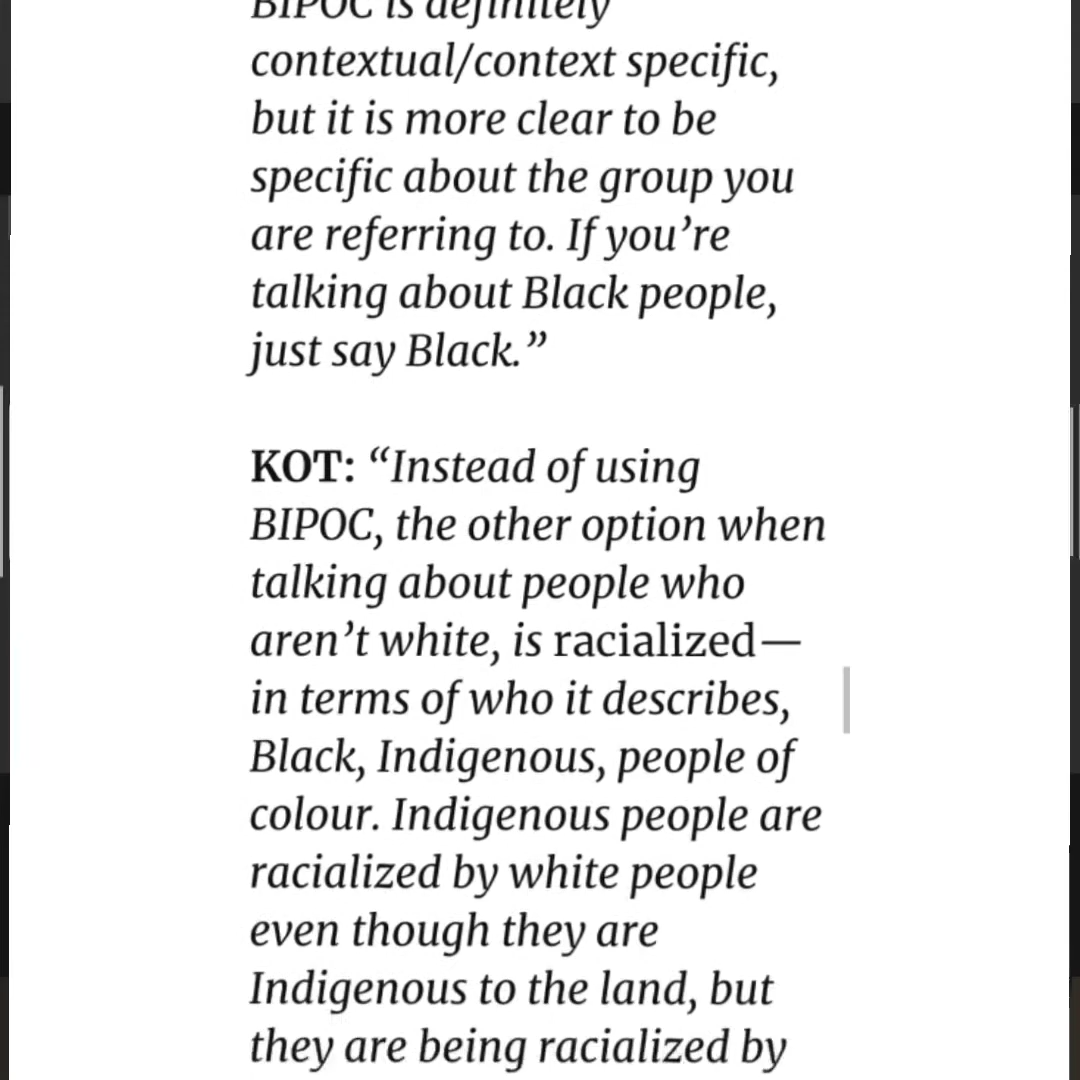 BIPOC is definitely
contextual/context specific,
but it is more clear to be
specific about the group you
are referring to. If you’re
talking about Black people,
just say Black.”
KOT: “Instead of using
BIPOC, the other option when
talking about people who
aren’t white, is racialized—
in terms of who it describes,
Black, Indigenous, people of
colour. Indigenous people are
racialized by white people
even though they are
Indigenous to the land, but
they are being racialized by